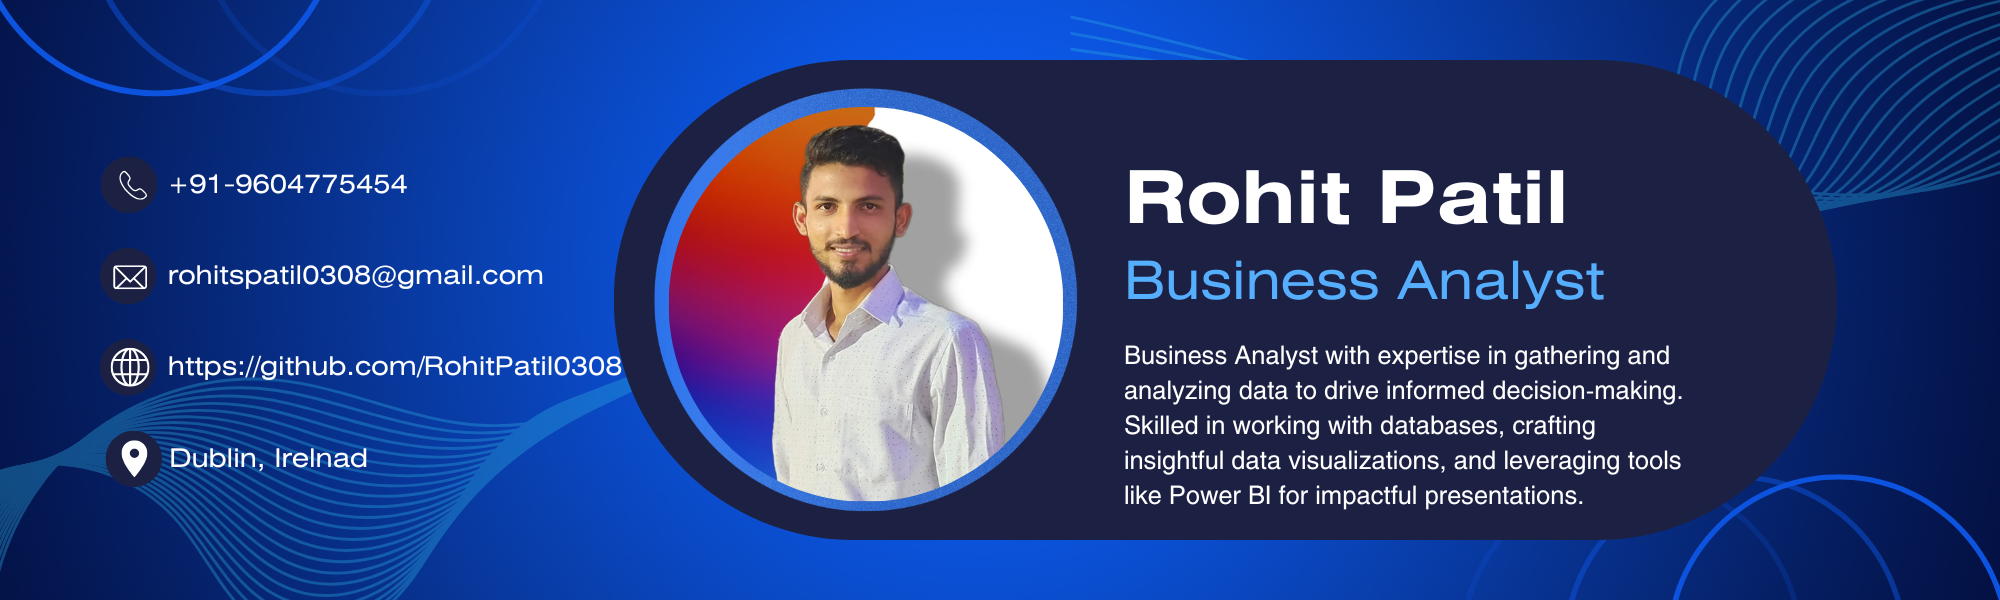 +91-9604775454
rohitspatil0308@gmail.com
https://github.com/RohitPatil0308
Dublin, Irelnad
Rohit Patil
Business Analyst
Business Analyst with expertise in gathering and
analyzing data to drive informed decision-making.
Skilled in working with databases, crafting
insightful data visualizations, and leveraging tools
like Power BI for impactful presentations.